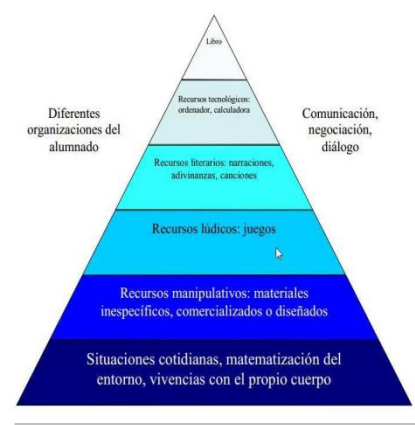 Libro
Recursos tecnológicos:
ordenador, calculadora
Diferentes
organizaciones del
alumnado
Comunicación,
negociación,
diálogo
Recursos literarios: narraciones,
adivinanzas, canciones
Recursos lúdicos: juegos
Recursos manipulativos: materiales
inespecíficos, comercializados o diseñados
Situaciones cotidianas, matematización del
entorno, vivencias con el propio cuerpo